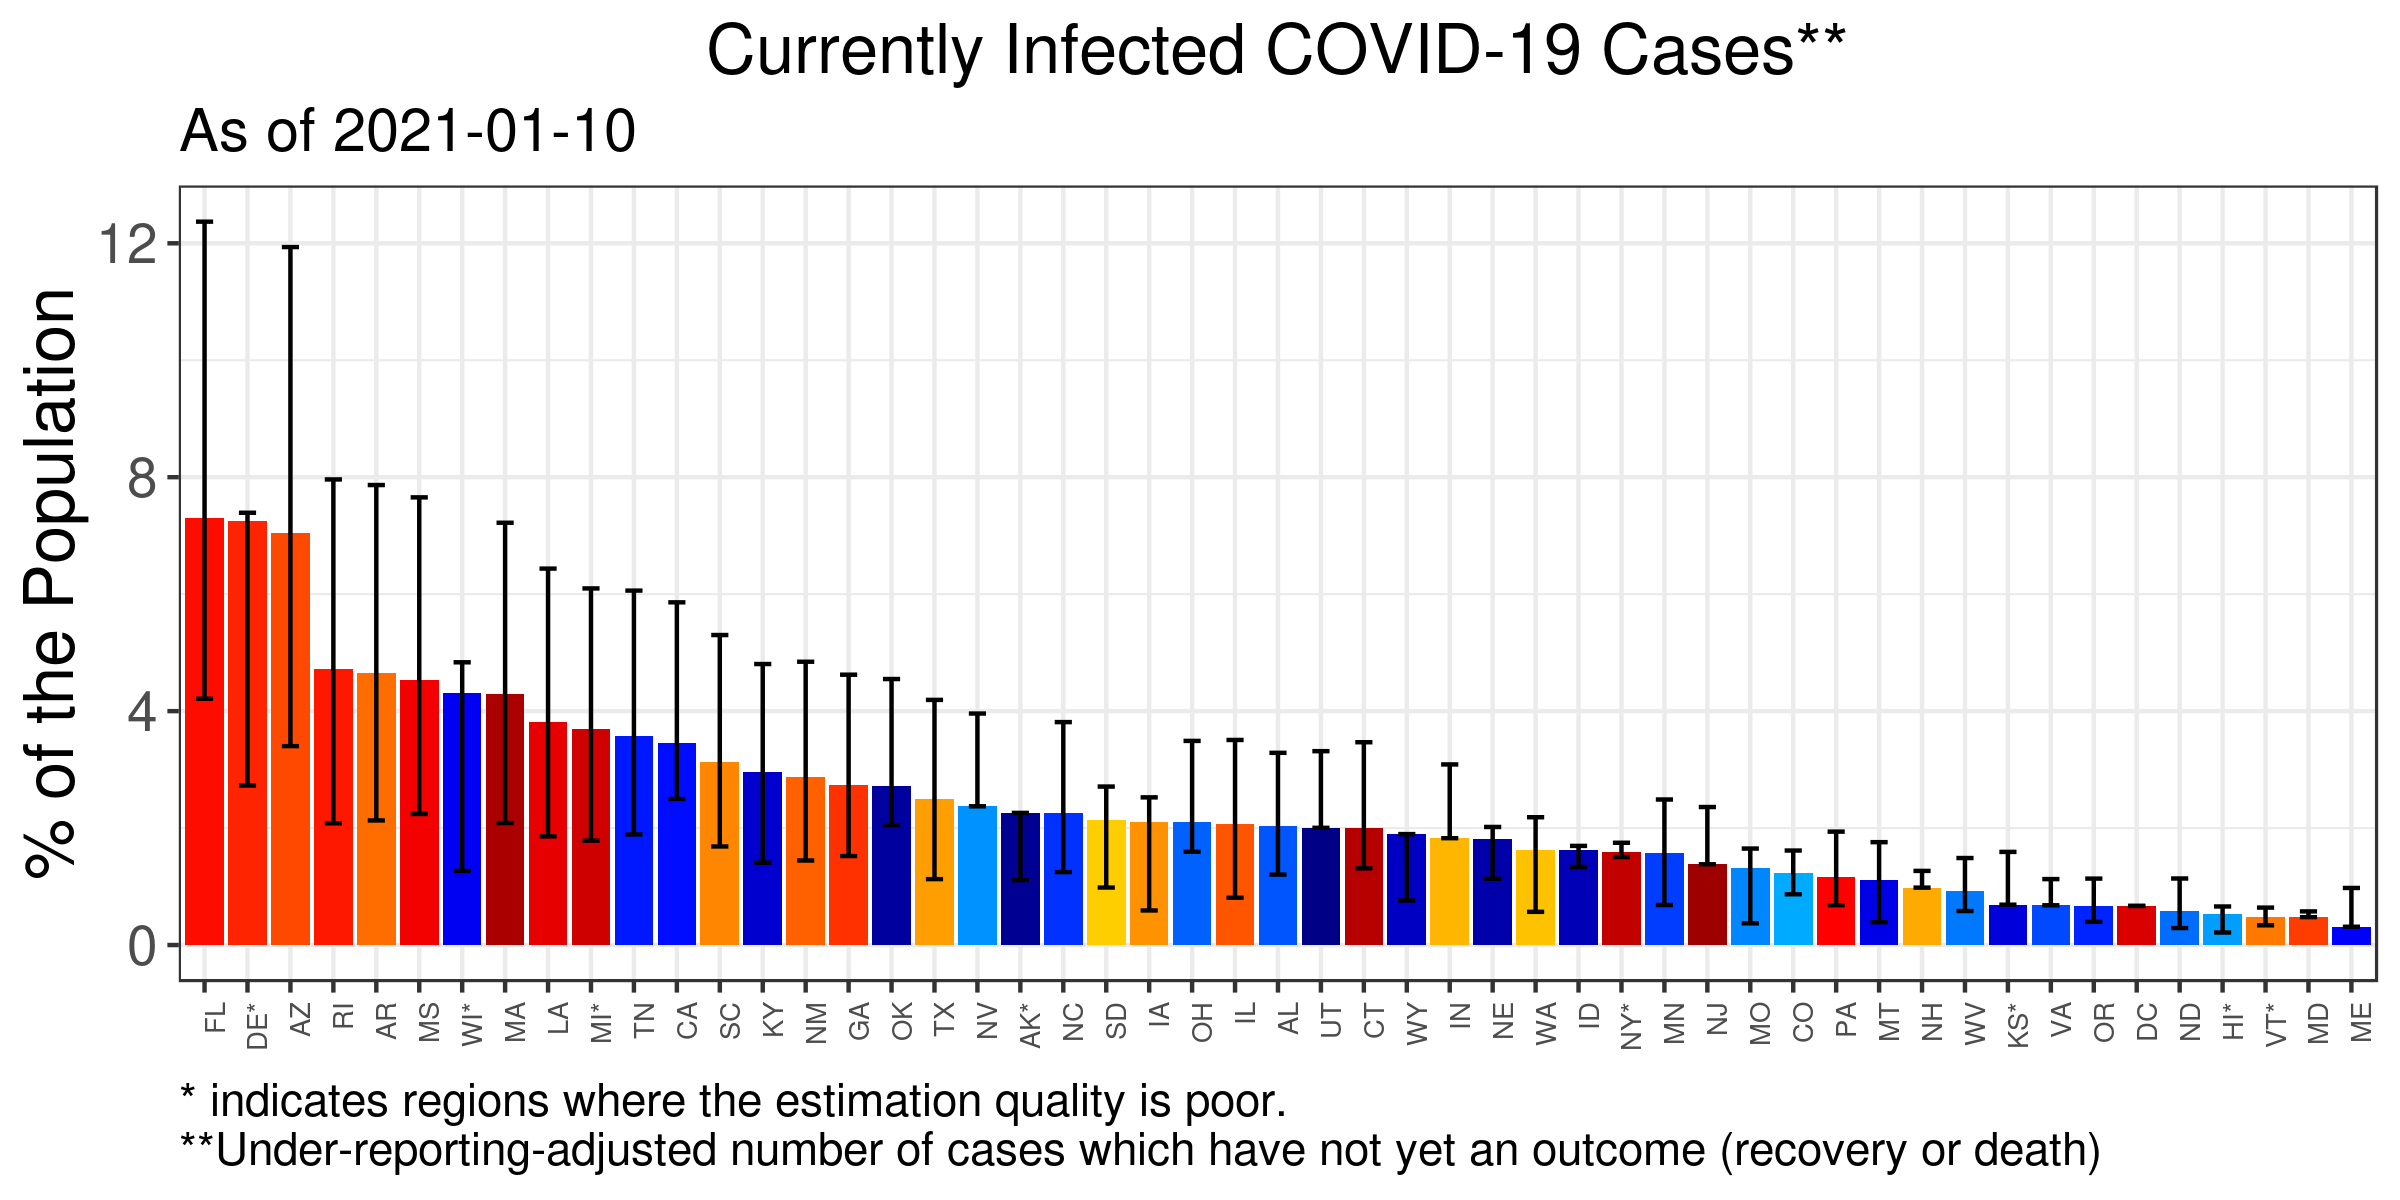 Currently Infected COVID-19 Cases**
As of 2021-01-10
% of the Population
12
8
4
0
FL DE* AZ RI AR MS WI* MA LA MI* TN CA SC KY NM GA OK TX NV AK* NC SD IA OH IL AL UT CT WY IN NE WA ID NY* MN NJ MO CO PA MT NH WV KS* VA OR DC ND HI* VT* MD ME
* indicates regions where the estimation quality is poor.
**Under-reporting-adjusted number of cases which have not yet an outcome (recovery or death)